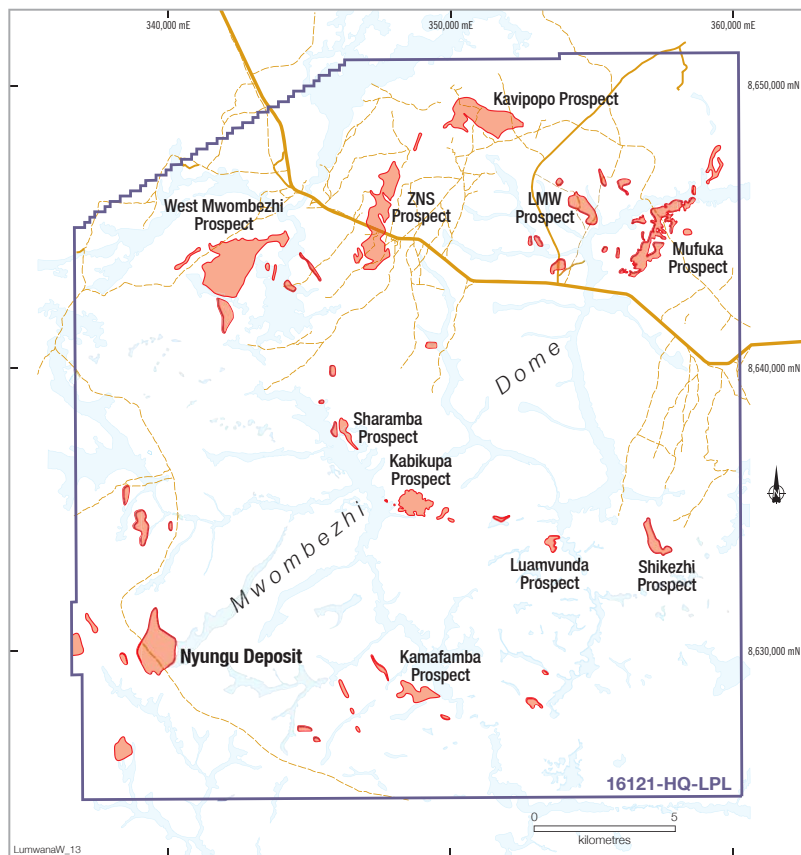 340,000 mE
350,000 mE
360,000 mE
8,650,000 mN
Kavipopo Prospect
ZNS
Prospect
LMW
Prospect
West Mwombezhi
Prospect
Mufuka
Prospect
8,640,000 mN
Dome
Sharamba
Prospect
Kabikupa
Prospect
Mwombezhi
Luamvunda
Prospect
Shikezhi
Prospect
Nyungu Deposit
8,630,000 mN
Kamafamba
Prospect
16121-HQ-LPL
0
5
kilometres
LumwanaW_13